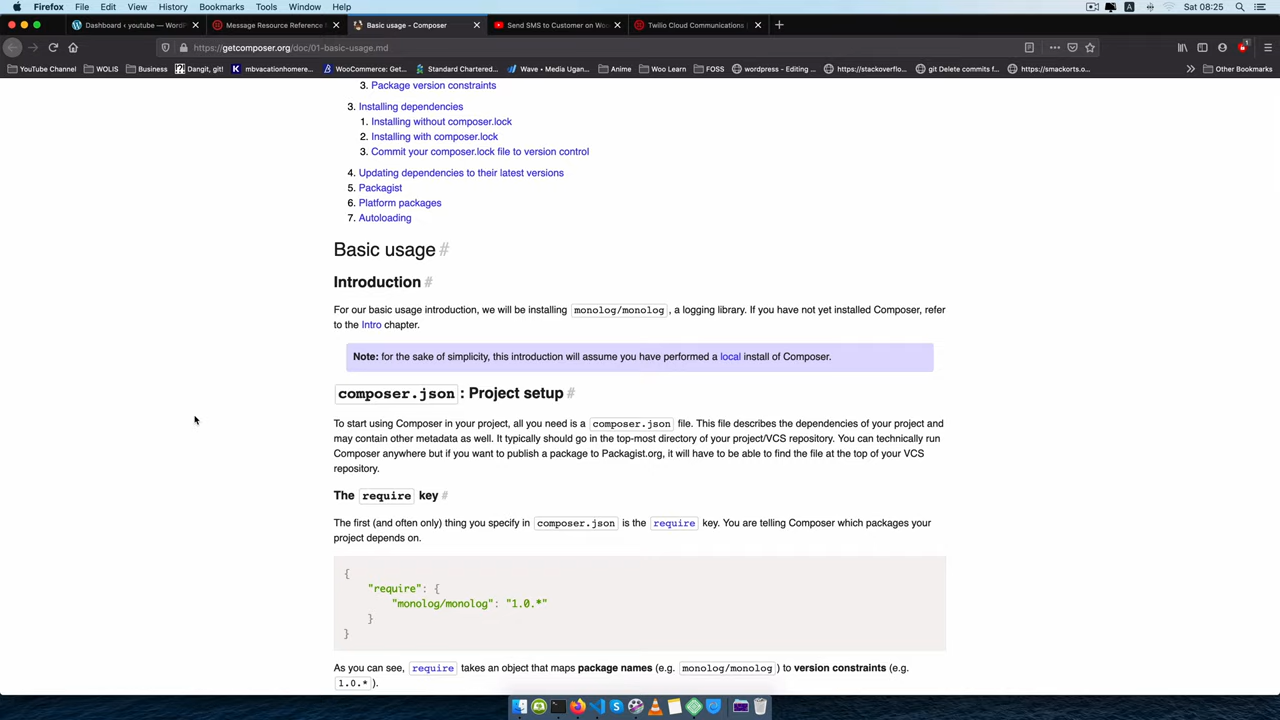 Firefox File Edit View History Bookmarks Tools Window Help Sat 08:25
Dashboard ‹ youtube — WordP
Message Resource Reference
Basic usage - Composer
Send SMS to Customer on Woo
Twilio Cloud Communications
https://getcomposer.org/doc/01-basic-usage.md
YouTube Channel WOLIS Business Dangit, git! mbvacationhomere... WooCommerce: Get... Standard Chartered... Wave • Media Ugan... Anime Woo Learn FOSS wordpress - Editing ... https://stackoverflo... git Delete commits f... https://smackorts.o... Other Bookmarks
3. Package version constraints
3. Installing dependencies
1. Installing without composer.lock
2. Installing with composer.lock
3. Commit your composer.lock file to version control
4. Updating dependencies to their latest versions
5. Packagist
6. Platform packages
7. Autoloading
Basic usage #
Introduction #
For our basic usage introduction, we will be installing monolog/monolog, a logging library. If you have not yet installed Composer, refer
to the Intro chapter.
Note: for the sake of simplicity, this introduction will assume you have performed a local install of Composer.
composer.json: Project setup #
To start using Composer in your project, all you need is a composer.json file. This file describes the dependencies of your project and
may contain other metadata as well. It typically should go in the top-most directory of your project/VCS repository. You can technically run
Composer anywhere but if you want to publish a package to Packagist.org, it will have to be able to find the file at the top of your VCS
repository.
The require key #
The first (and often only) thing you specify in composer.json is the require key. You are telling Composer which packages your
project depends on.
{
"require": {
"monolog/monolog": "1.0.*"
}
}
As you can see, require takes an object that maps package names (e.g. monolog/monolog) to version constraints (e.g.
1.0.*).